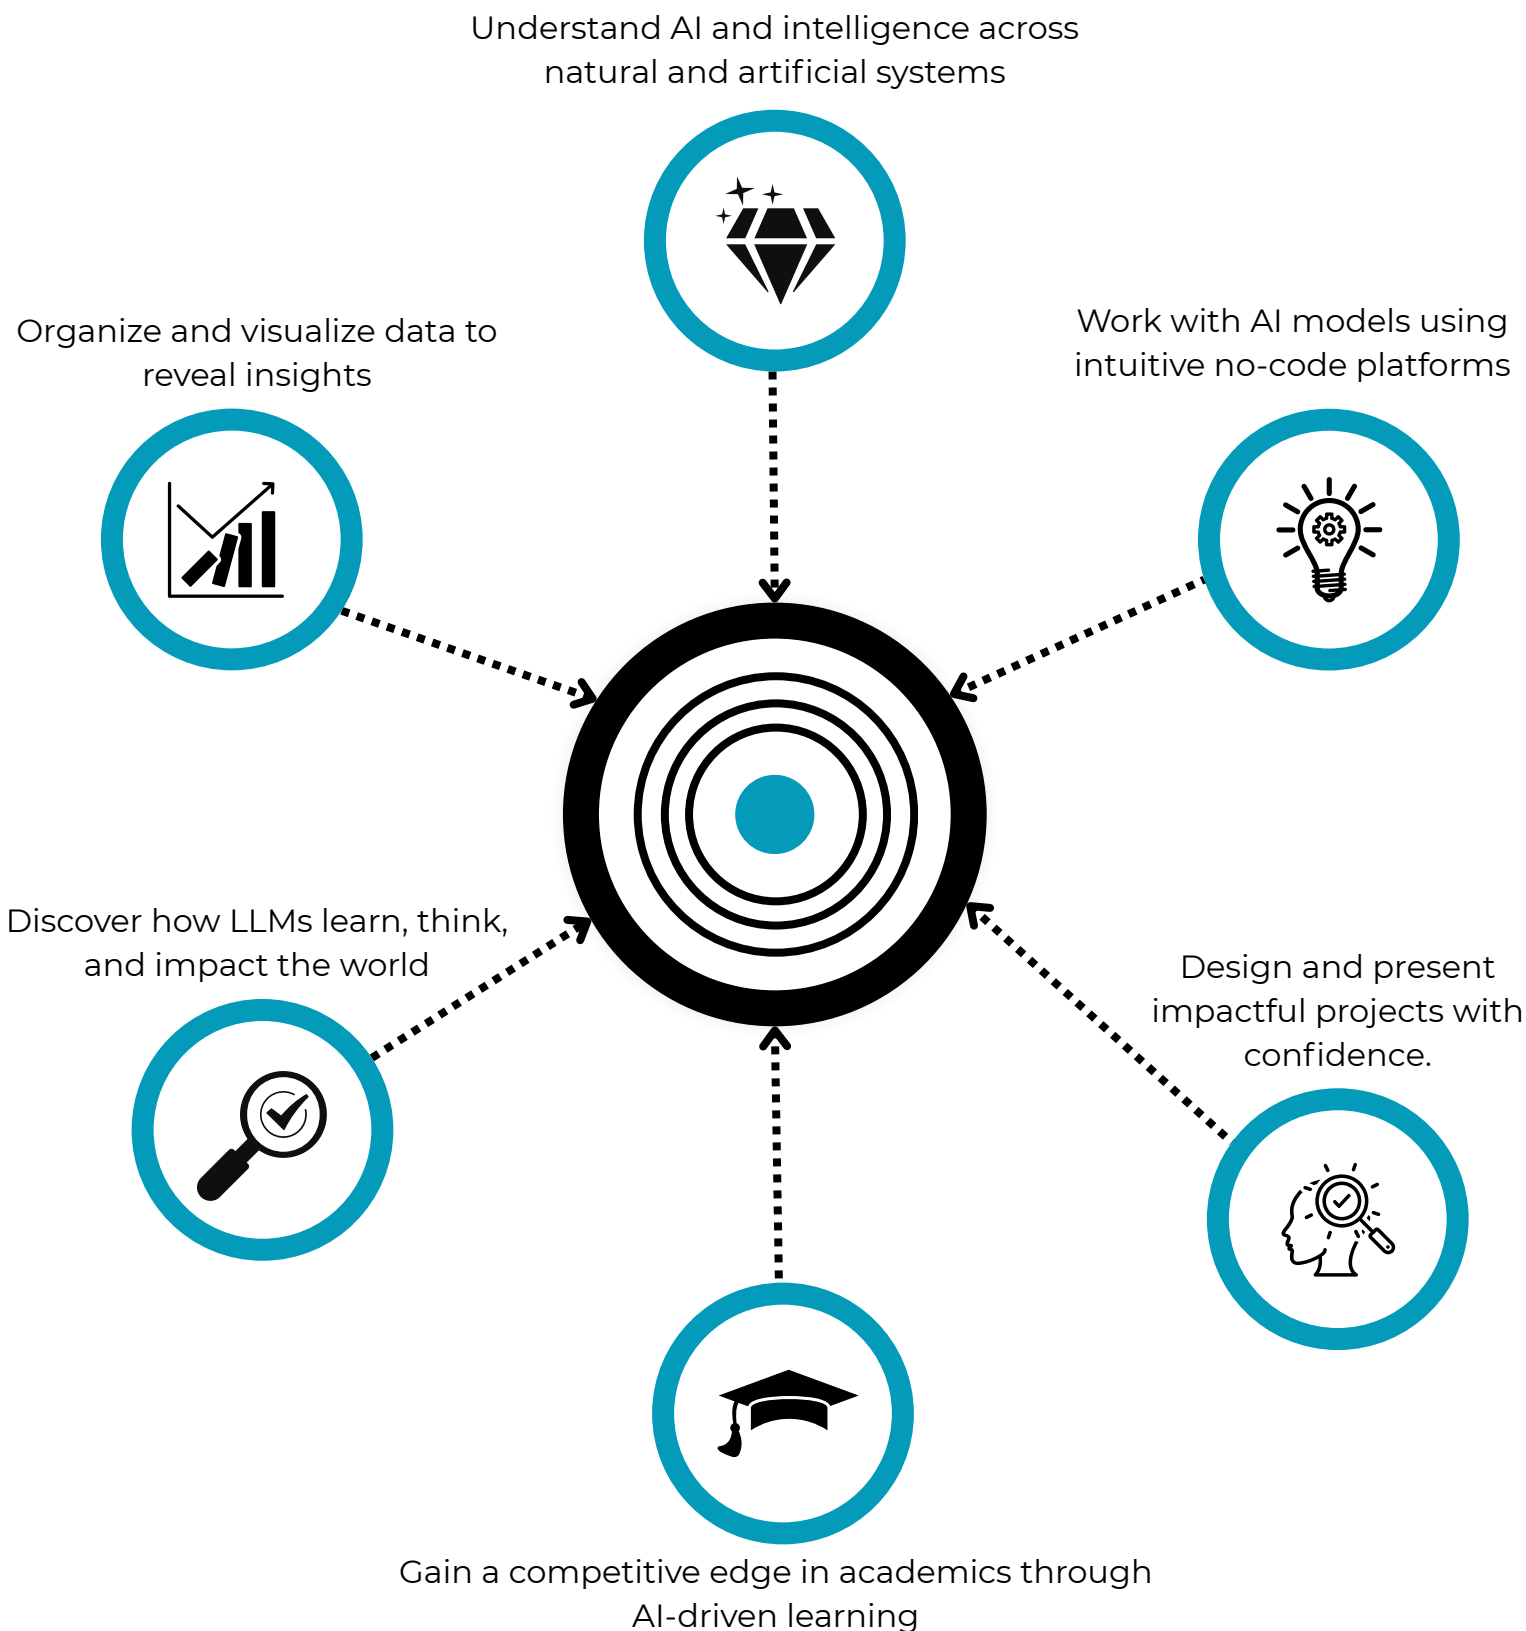 Understand AI and intelligence across
natural and artificial systems
Organize and visualize data to
reveal insights
Work with AI models using
intuitive no-code platforms
Discover how LLMs learn, think,
and impact the world
Design and present
impactful projects with
confidence.
Gain a competitive edge in academics through
AI-driven learning